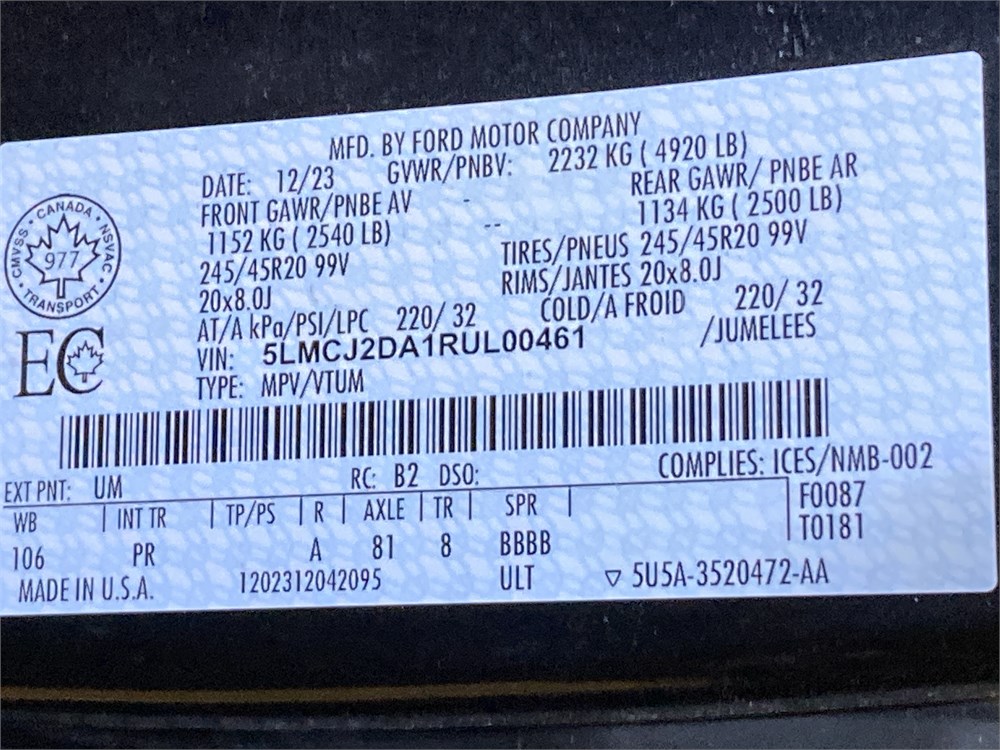 MFD. BY FORD MOTOR COMPANY
DATE: 12/23 GVWR/PNBV: 2232 KG ( 4920 LB)
FRONT GAWR/PNBE AV - REAR GAWR/ PNBE AR
1152 KG ( 2540 LB) -- 1134 KG ( 2500 LB)
245/45R20 99V TIRES/PNEUS 245/45R20 99V
20x8.0J RIMS/JANTES 20x8.0J
AT/A kPa/PSI/LPC 220/ 32 COLD/A FROID 220/ 32
VIN: 5LMCJ2DA1RUL00461 /JUMELEES
TYPE: MPV/VTUM
CANADA
CMVSS
NSVAC
977
TRANSPORT
EC
EXT PNT: UM RC: B2 DSO: COMPLIES: ICES/NMB-002
WB | INT TR | TP/PS | R | AXLE | TR | SPR | F0087
T0181
106 PR A 81 8 BBBB
MADE IN U.S.A. 1202312042095 ULT ▽ 5U5A-3520472-AA